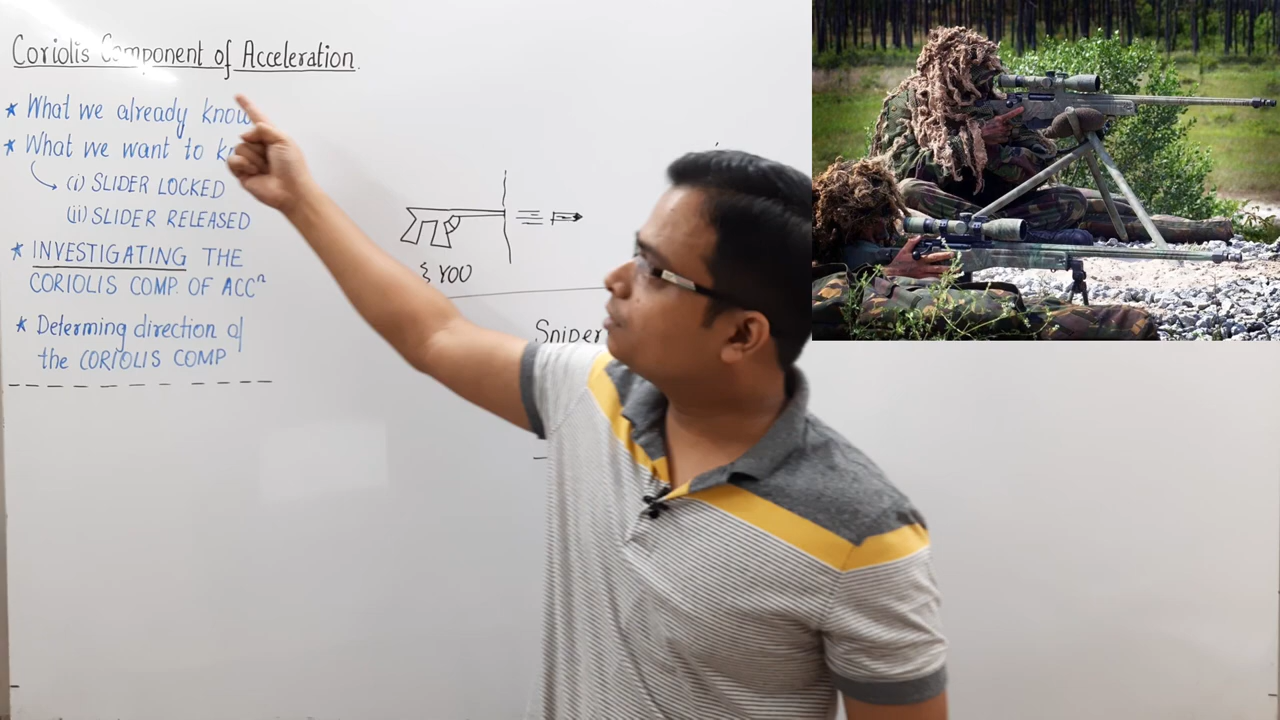 Coriolis Component of Acceleration.
* What we already know
* What we want to
(i) SLIDER LOCKED
(ii) SLIDER RELEASED
* INVESTIGATING THE
CORIOLIS COMP. OF ACCⁿ
* Determing direction of
the CORIOLIS COMP
Sniper